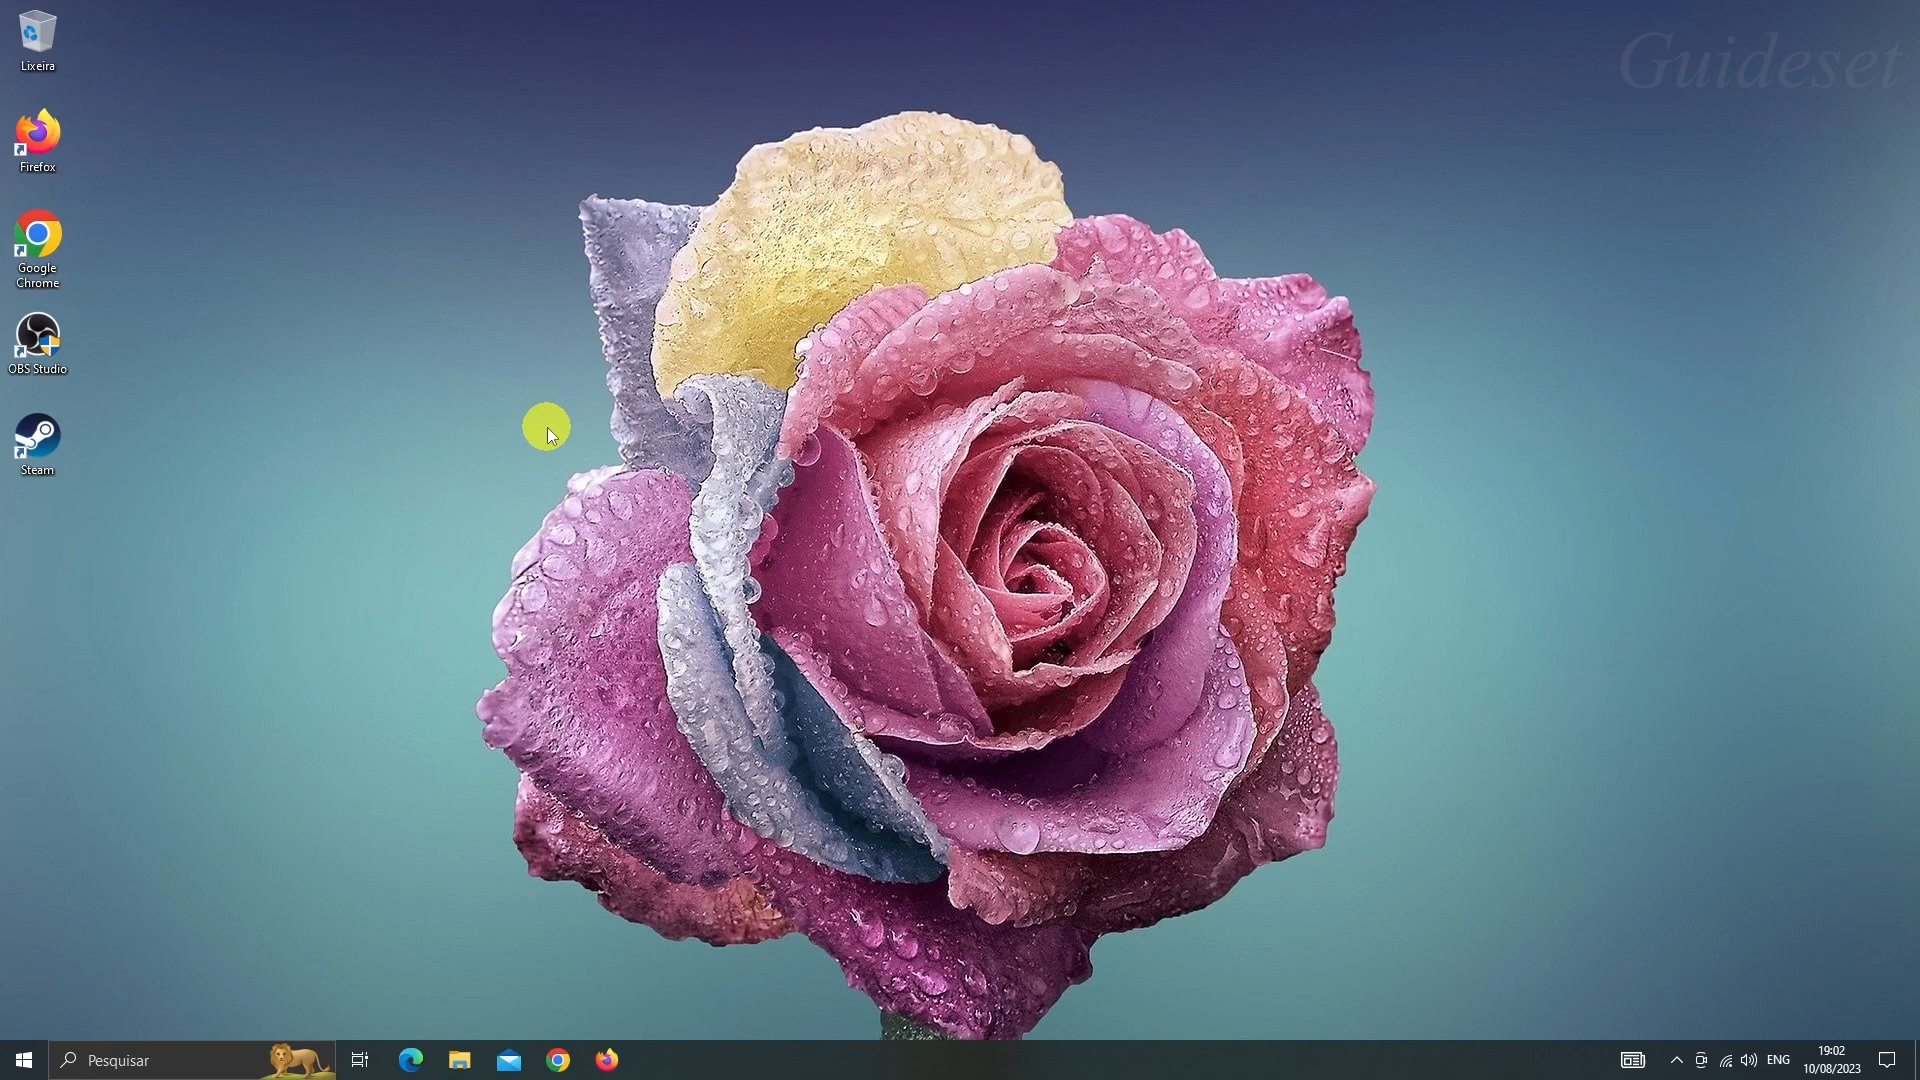 Guideset
Lixeira
Firefox
Google
Chrome
OBS Studio
Steam
Pesquisar
ENG
19:02
10/08/2023